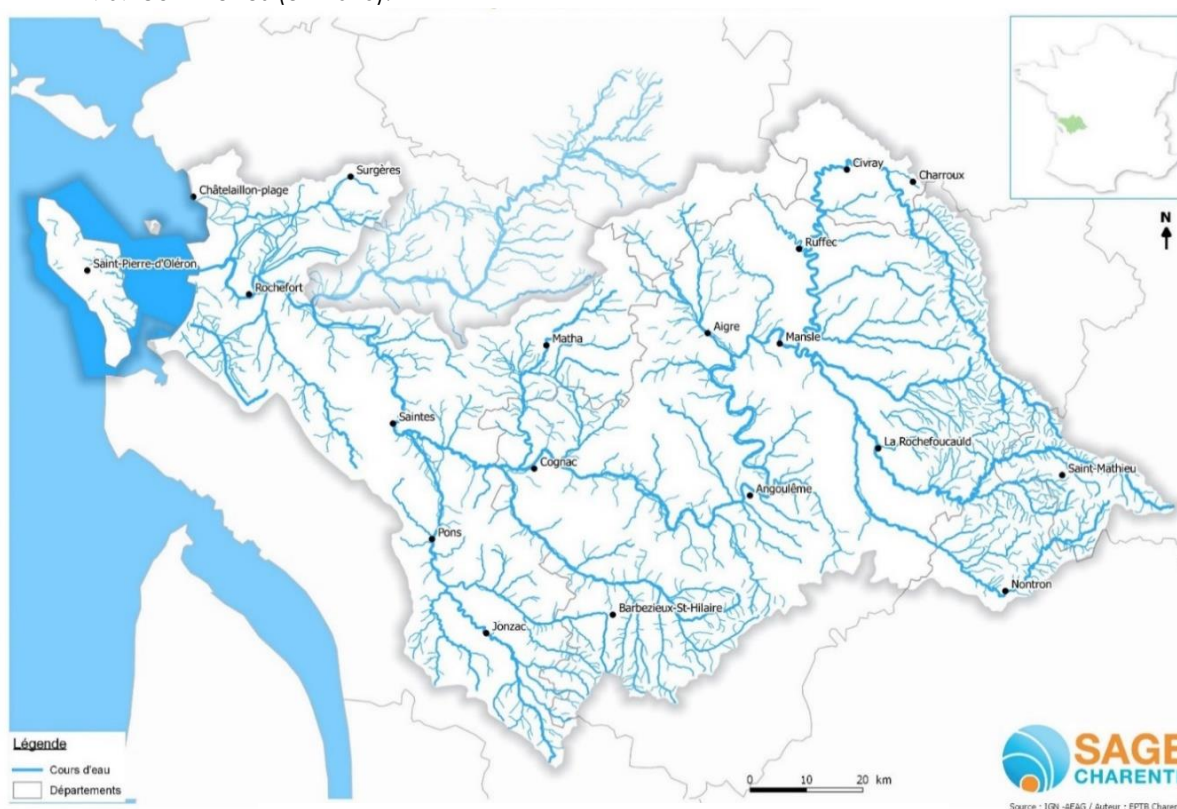 Surgères
Châtelaillon-plage
Saint-Pierre-d'Oléron
Rochefort
Civray
Charroux
Ruffec
Aigre
Mansle
Matha
Saintes
Cognac
La Rochefoucauld
Saint-Mathieu
Angoulême
Pons
Nontron
Barbezieux-St-Hilaire
Jonzac
N
Légende
Cours d'eau
Départements
0 10 20 km
SAGE
CHARENTE
Source : IGN -AEAG / Auteur : EPTB Charen